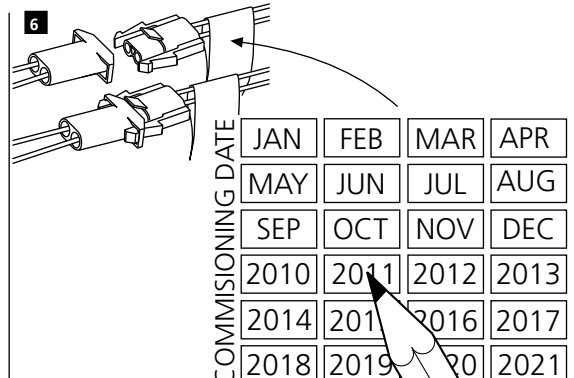 6
COMMISIONING DATE
JAN FEB MAR APR
MAY JUN JUL AUG
SEP OCT NOV DEC
2010 2011 2012 2013
2014 2016 2017
2018 2019 2021